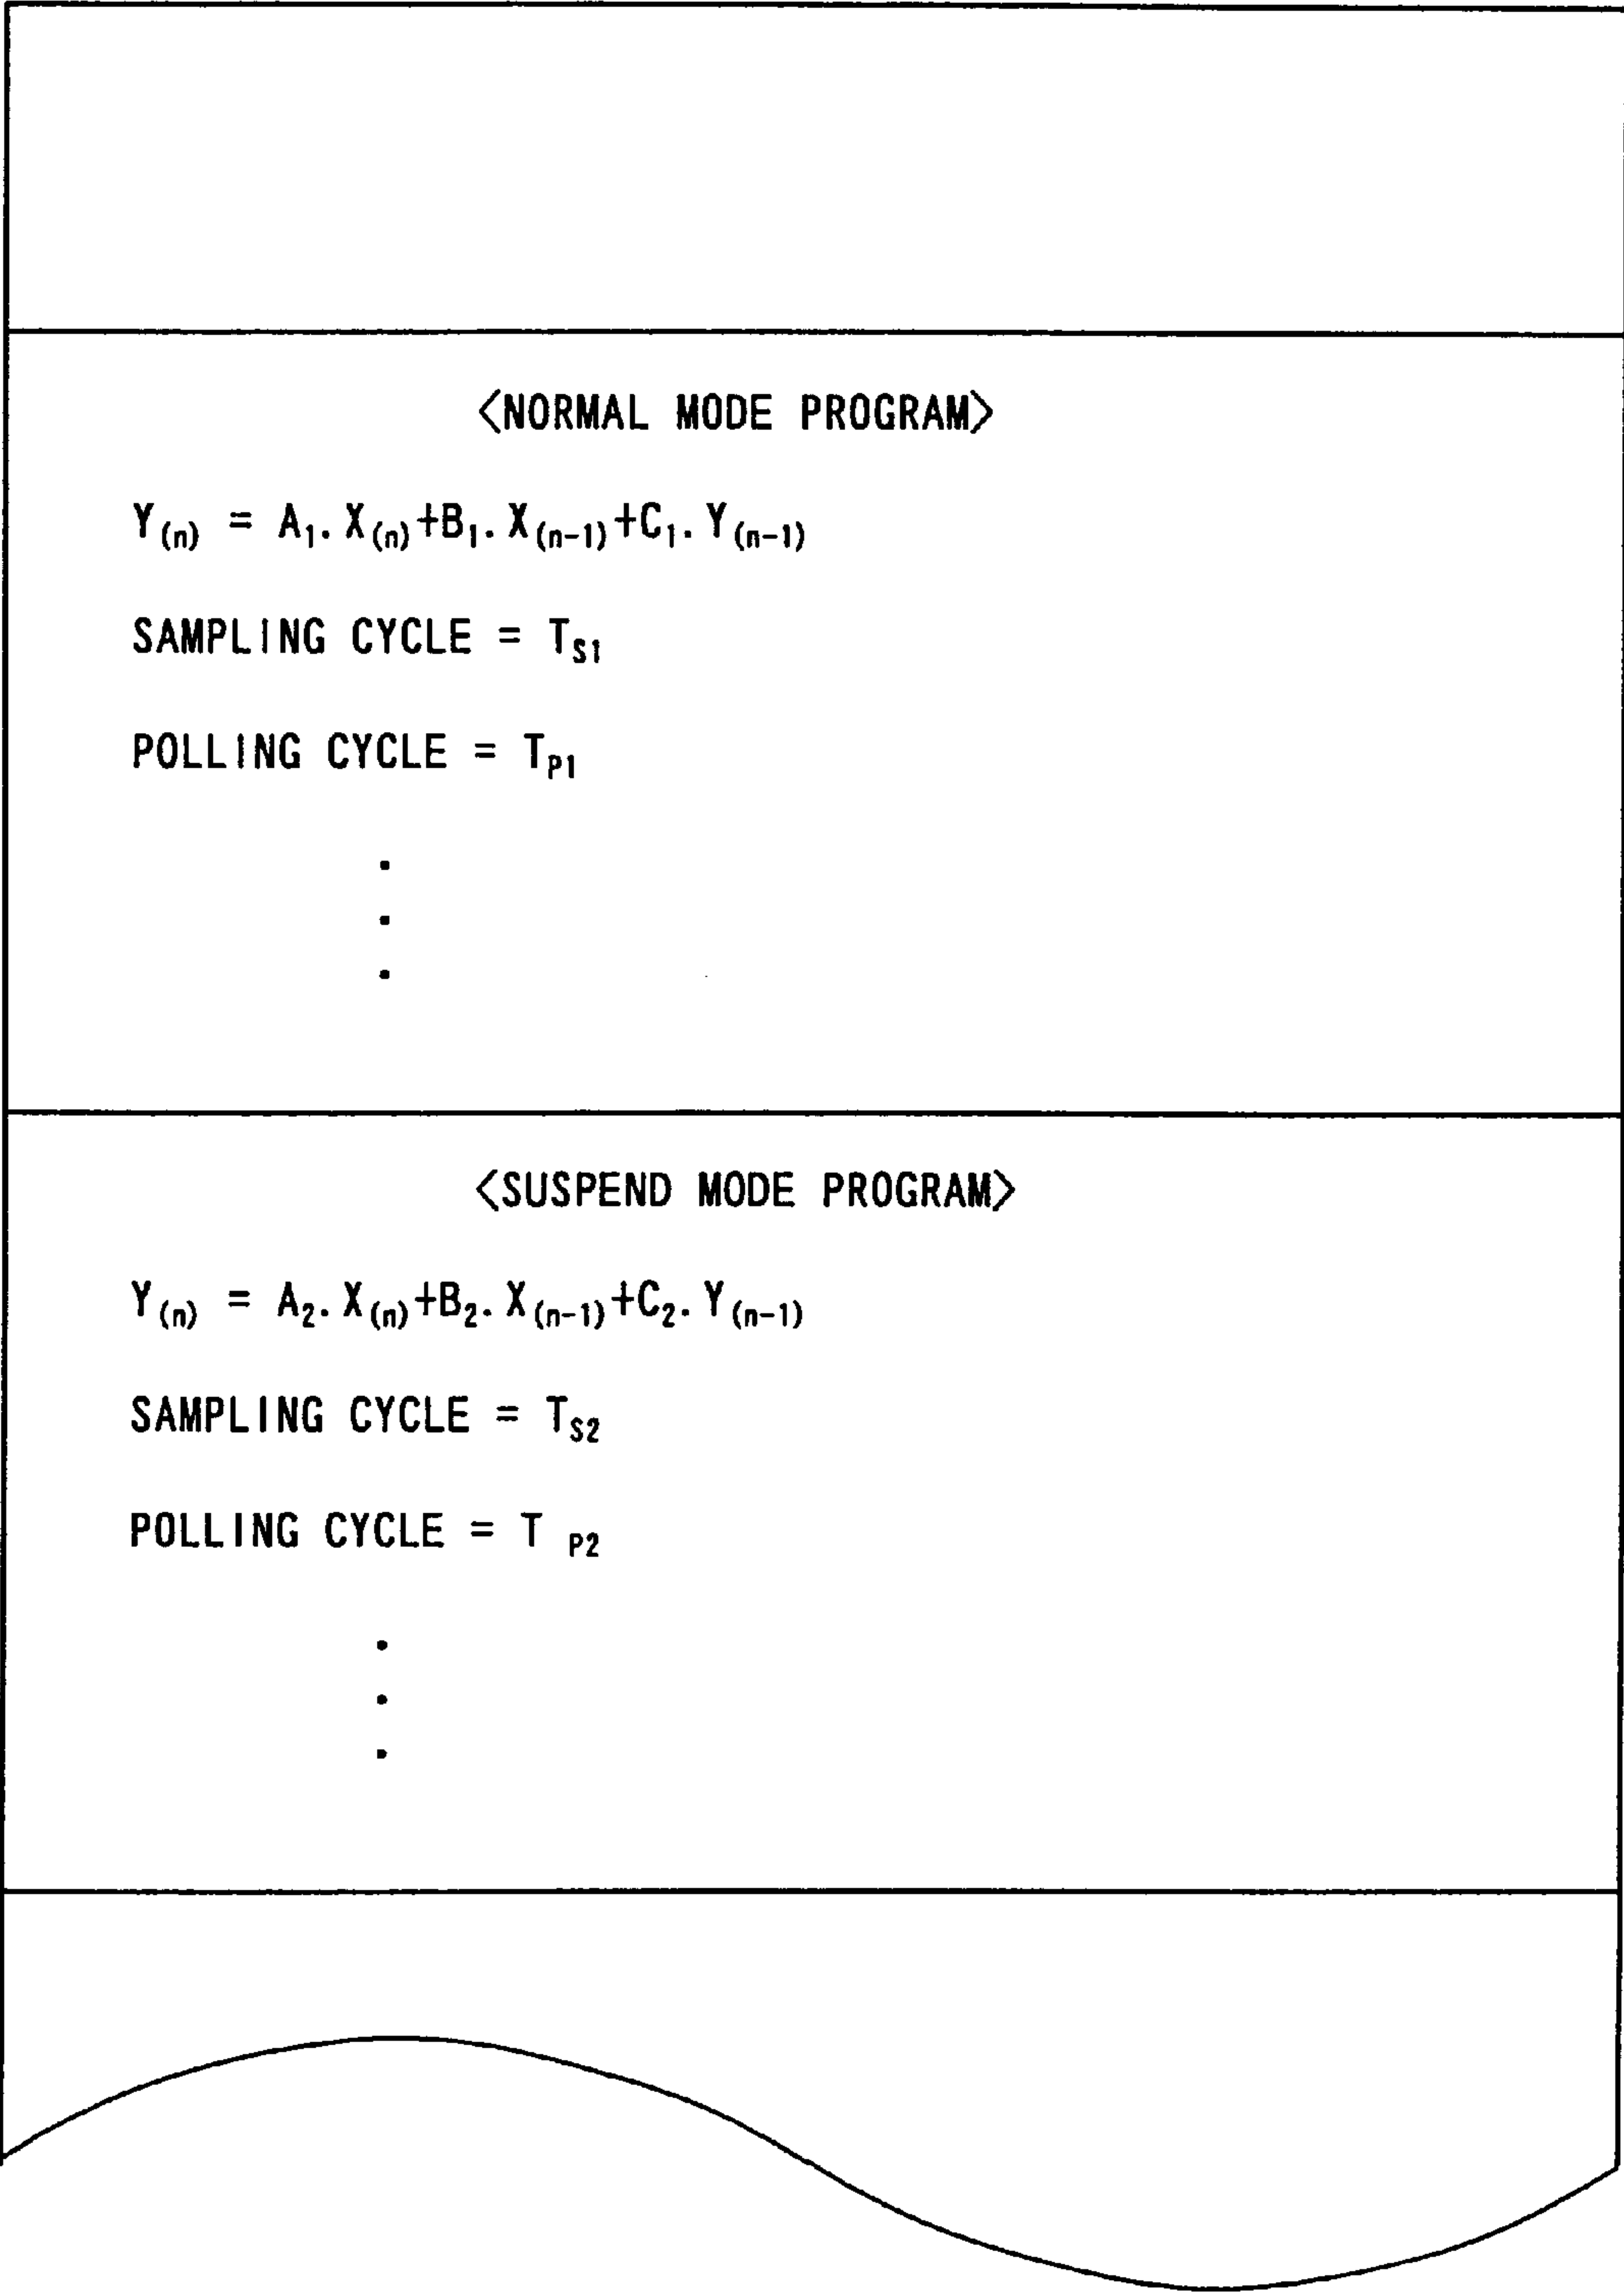 <NORMAL MODE PROGRAM>
Y(n) = A1. X(n)+B1. X(n-1)+C1. Y(n-1)
SAMPLING CYCLE = TS1
POLLING CYCLE = TP1
.
.
.
<SUSPEND MODE PROGRAM>
Y(n) = A2. X(n)+B2. X(n-1)+C2. Y(n-1)
SAMPLING CYCLE = TS2
POLLING CYCLE = T P2
.
.
.